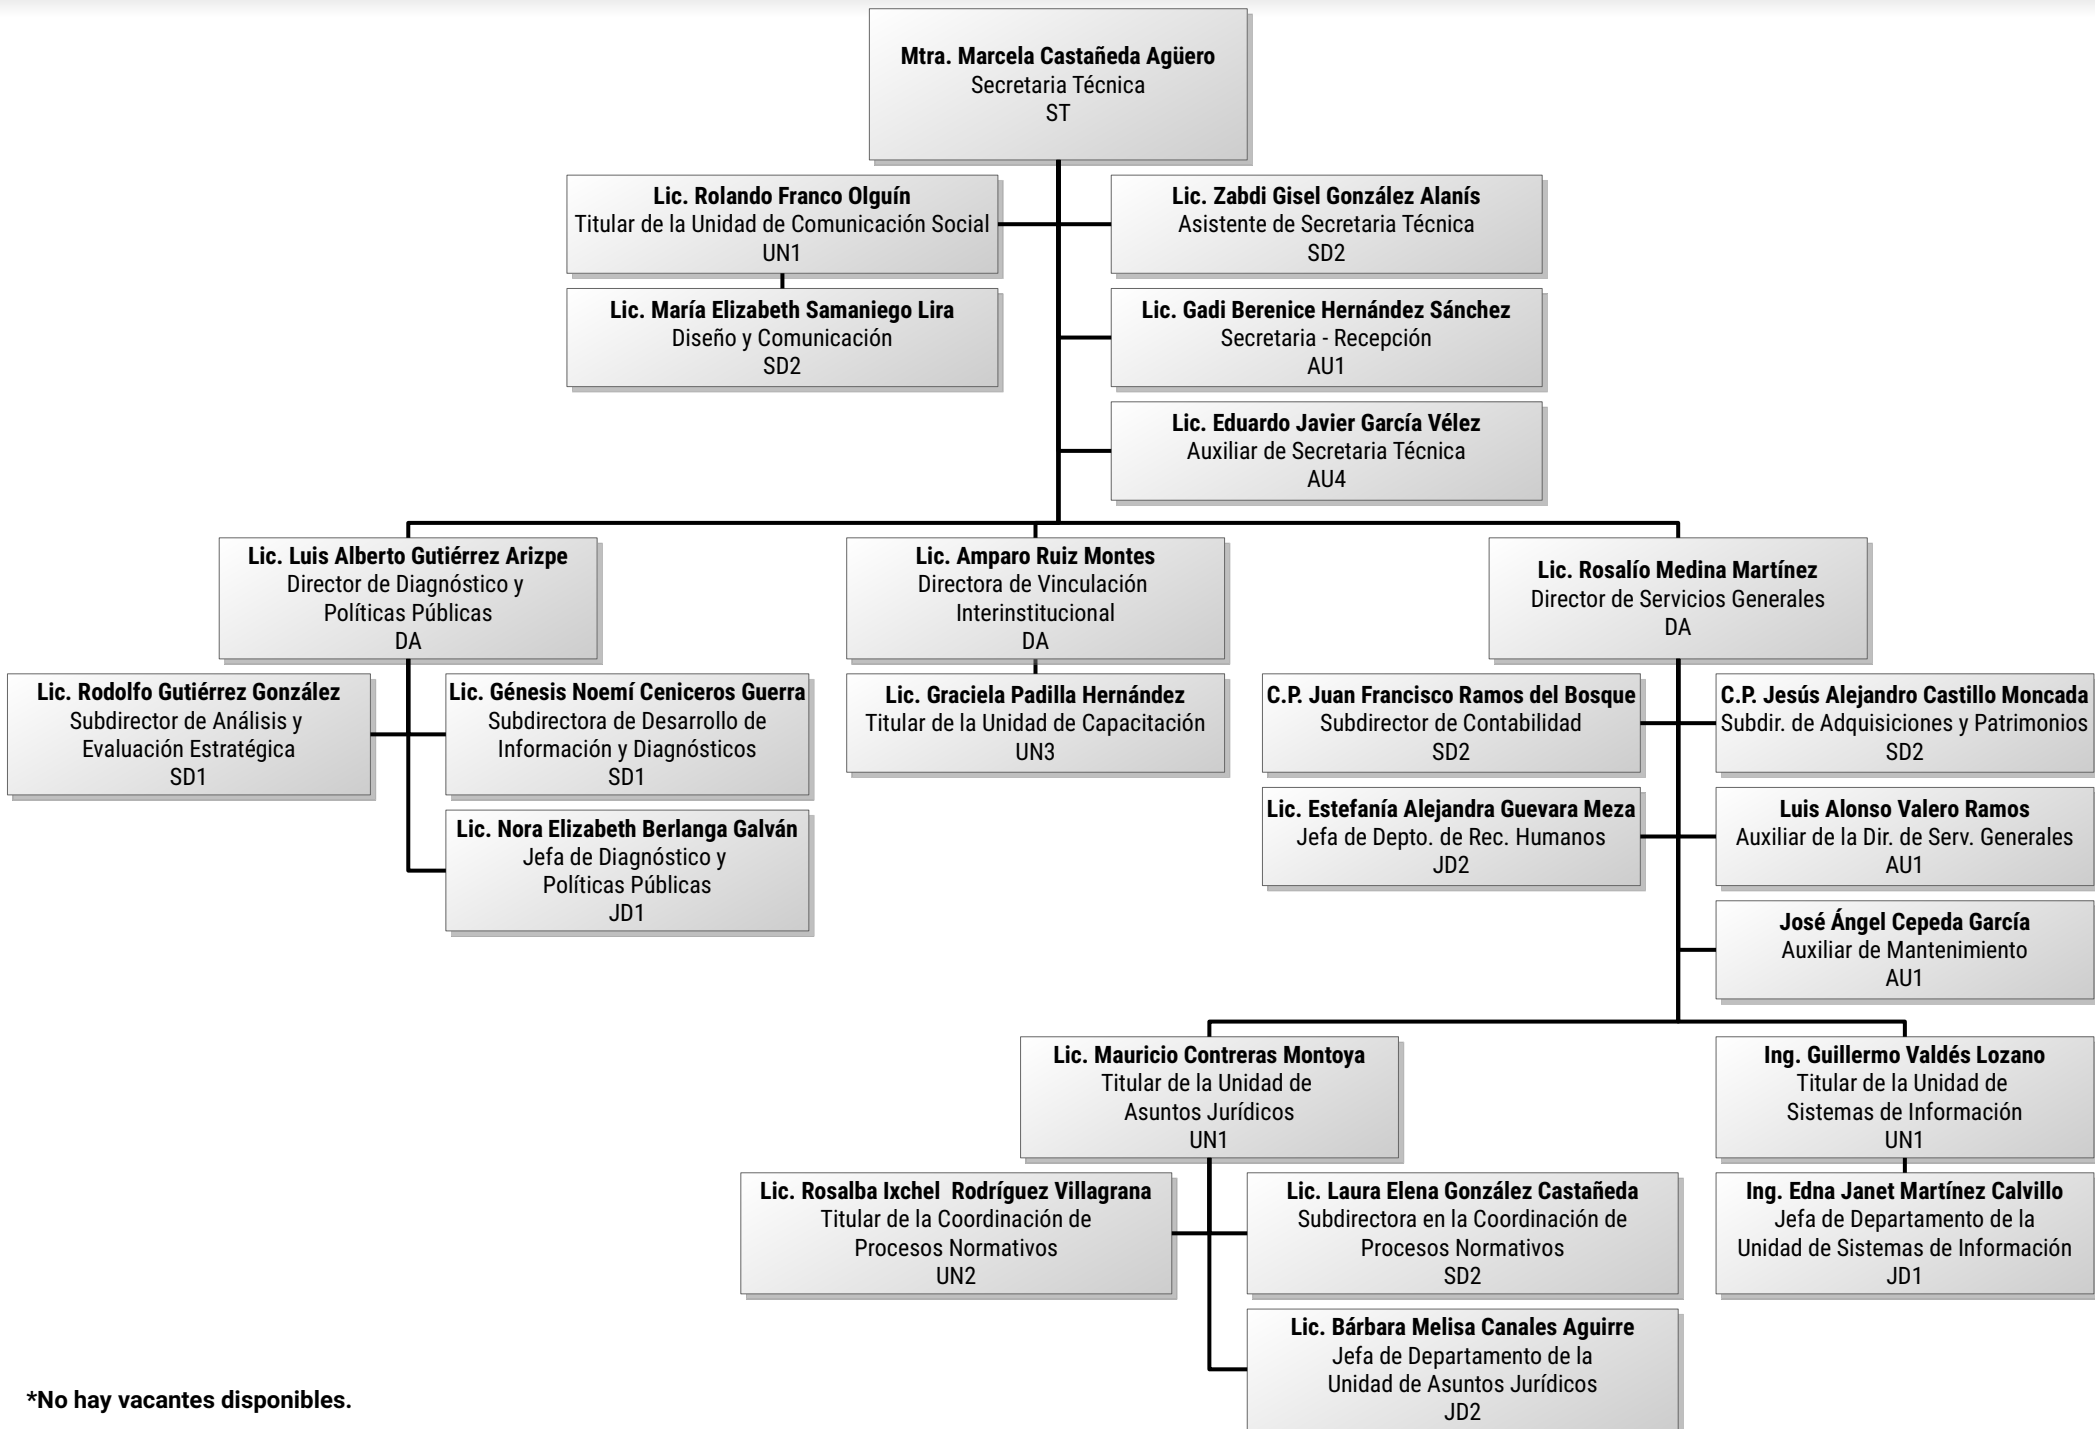 Mtra. Marcela Castañeda Agüero
Secretaria Técnica
ST
Lic. Rolando Franco Olguín
Titular de la Unidad de Comunicación Social
UN1
Lic. Zabdi Gisel González Alanís
Asistente de Secretaria Técnica
SD2
Lic. María Elizabeth Samaniego Lira
Diseño y Comunicación
SD2
Lic. Gadi Berenice Hernández Sánchez
Secretaria - Recepción
AU1
Lic. Eduardo Javier García Vélez
Auxiliar de Secretaria Técnica
AU4
Lic. Luis Alberto Gutiérrez Arizpe
Director de Diagnóstico y
Políticas Públicas
DA
Lic. Amparo Ruiz Montes
Directora de Vinculación
Interinstitucional
DA
Lic. Rosalío Medina Martínez
Director de Servicios Generales
DA
Lic. Rodolfo Gutiérrez González
Subdirector de Análisis y
Evaluación Estratégica
SD1
Lic. Génesis Noemí Ceniceros Guerra
Subdirectora de Desarrollo de
Información y Diagnósticos
SD1
Lic. Graciela Padilla Hernández
Titular de la Unidad de Capacitación
UN3
C.P. Juan Francisco Ramos del Bosque
Subdirector de Contabilidad
SD2
C.P. Jesús Alejandro Castillo Moncada
Subdir. de Adquisiciones y Patrimonios
SD2
Lic. Nora Elizabeth Berlanga Galván
Jefa de Diagnóstico y
Políticas Públicas
JD1
Lic. Estefanía Alejandra Guevara Meza
Jefa de Depto. de Rec. Humanos
JD2
Luis Alonso Valero Ramos
Auxiliar de la Dir. de Serv. Generales
AU1
José Ángel Cepeda García
Auxiliar de Mantenimiento
AU1
Lic. Mauricio Contreras Montoya
Titular de la Unidad de
Asuntos Jurídicos
UN1
Ing. Guillermo Valdés Lozano
Titular de la Unidad de
Sistemas de Información
UN1
Lic. Rosalba Ixchel  Rodríguez Villagrana
Titular de la Coordinación de
Procesos Normativos
UN2
Lic. Laura Elena González Castañeda
Subdirectora en la Coordinación de
Procesos Normativos
SD2
Ing. Edna Janet Martínez Calvillo
Jefa de Departamento de la
Unidad de Sistemas de Información
JD1
Lic. Bárbara Melisa Canales Aguirre
Jefa de Departamento de la
Unidad de Asuntos Jurídicos
JD2
*No hay vacantes disponibles.